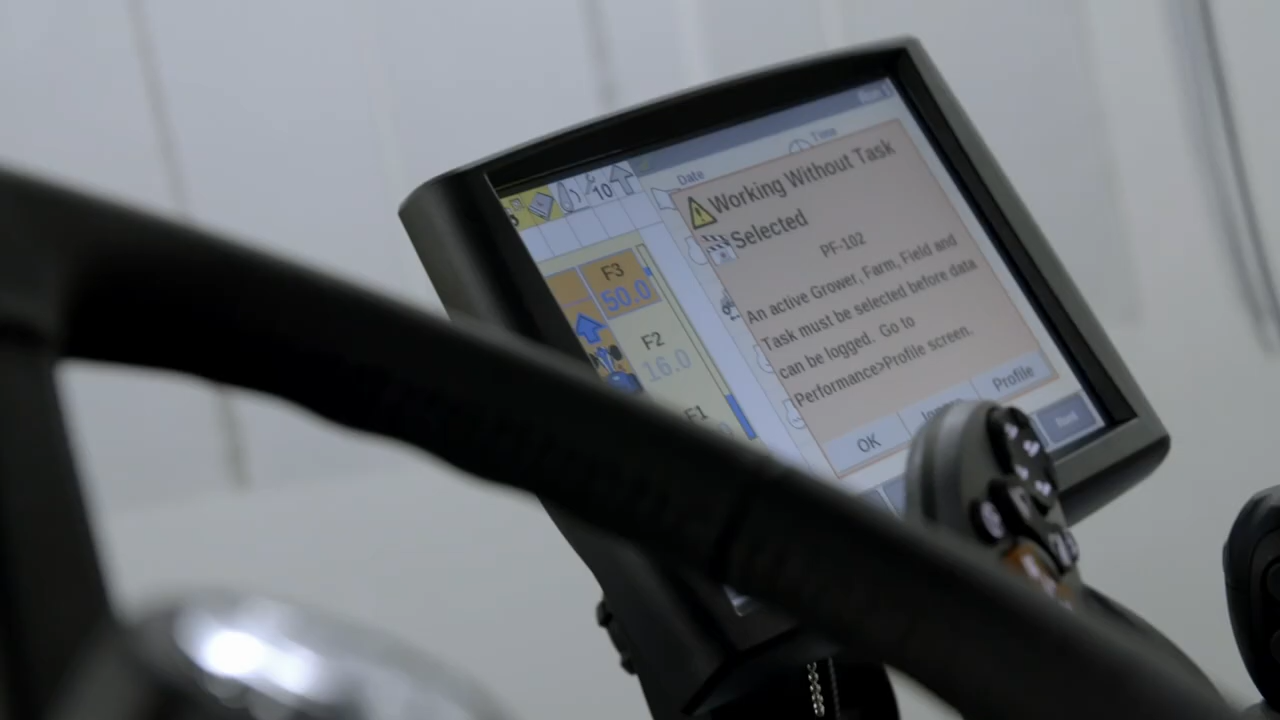 Time
Date
10
Working Without Task
Selected
PF-102
An active Grower, Farm, Field and
Task must be selected before data
can be logged. Go to
Performance>Profile screen.
F3
50.0
F2
16.0
F1
OK
Profile